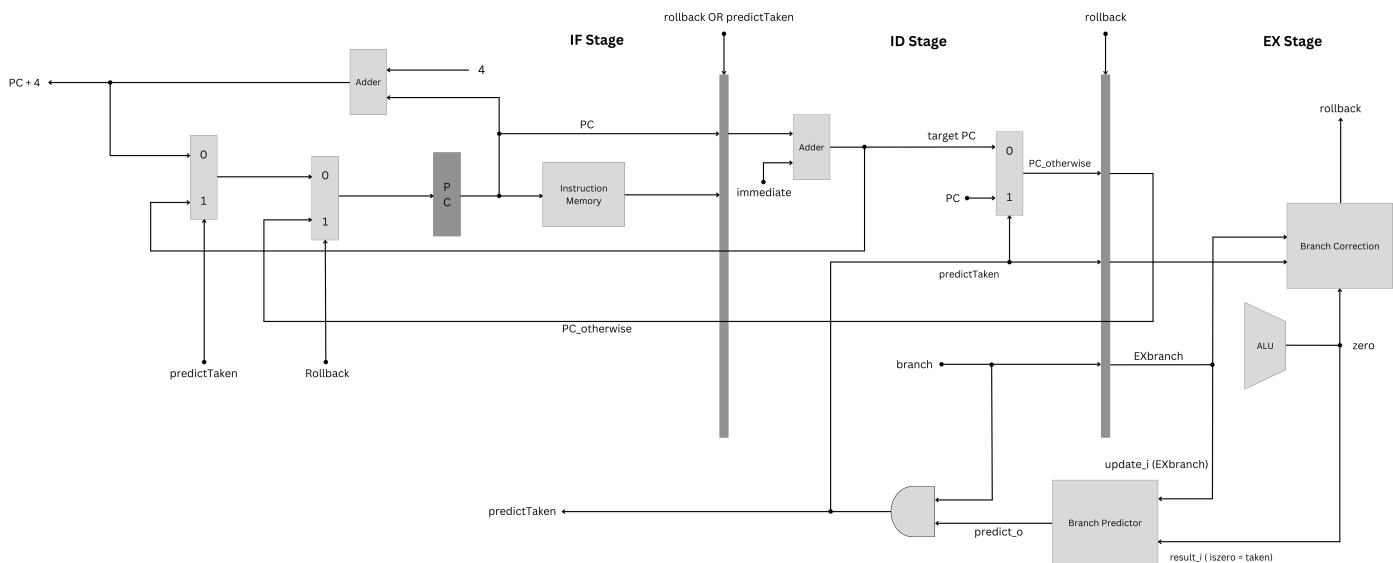 rollback OR predictTaken
rollback
IF Stage
ID Stage
EX Stage
PC + 4
Adder
4
rollback
PC
Adder
target PC
0
0
PC_otherwise
0
P
C
Instruction
Memory
immediate
PC
1
1
1
Branch Correction
predictTaken
PC_otherwise
ALU
zero
predictTaken
Rollback
branch
EXbranch
update_i (EXbranch)
predictTaken
predict_o
Branch Predictor
result_i ( iszero = taken)